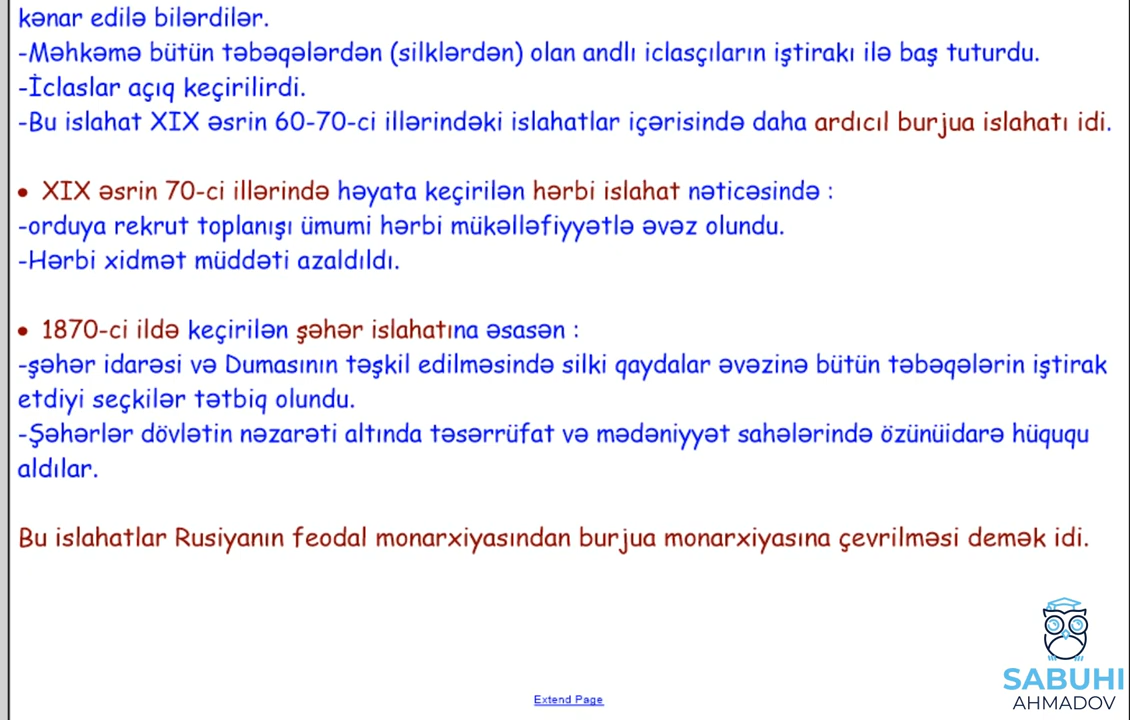 kənar edilə bilərdilər.
-Məhkəmə bütün təbəqələrdən (silklərdən) olan andlı iclasçıların iştirakı ilə baş tuturdu.
-İclaslar açıq keçirilirdi.
-Bu islahat XIX əsrin 60-70-ci illərindəki islahatlar içərisində daha ardıcıl burjua islahatı idi.
• XIX əsrin 70-ci illərində həyata keçirilən hərbi islahat nəticəsində :
-orduya rekrut toplanışı ümumi hərbi mükəlləfiyyətlə əvəz olundu.
-Hərbi xidmət müddəti azaldıldı.
• 1870-ci ildə keçirilən şəhər islahatına əsasən :
-şəhər idarəsi və Dumasının təşkil edilməsində silki qaydalar əvəzinə bütün təbəqələrin iştirak
etdiyi seçkilər tətbiq olundu.
-Şəhərlər dövlətin nəzarəti altında təsərrüfat və mədəniyyət sahələrində özünüidarə hüququ
aldılar.
Bu islahatlar Rusiyanın feodal monarxiyasından burjua monarxiyasına çevrilməsi demək idi.
Extend Page
SABUHI
AHMADOV